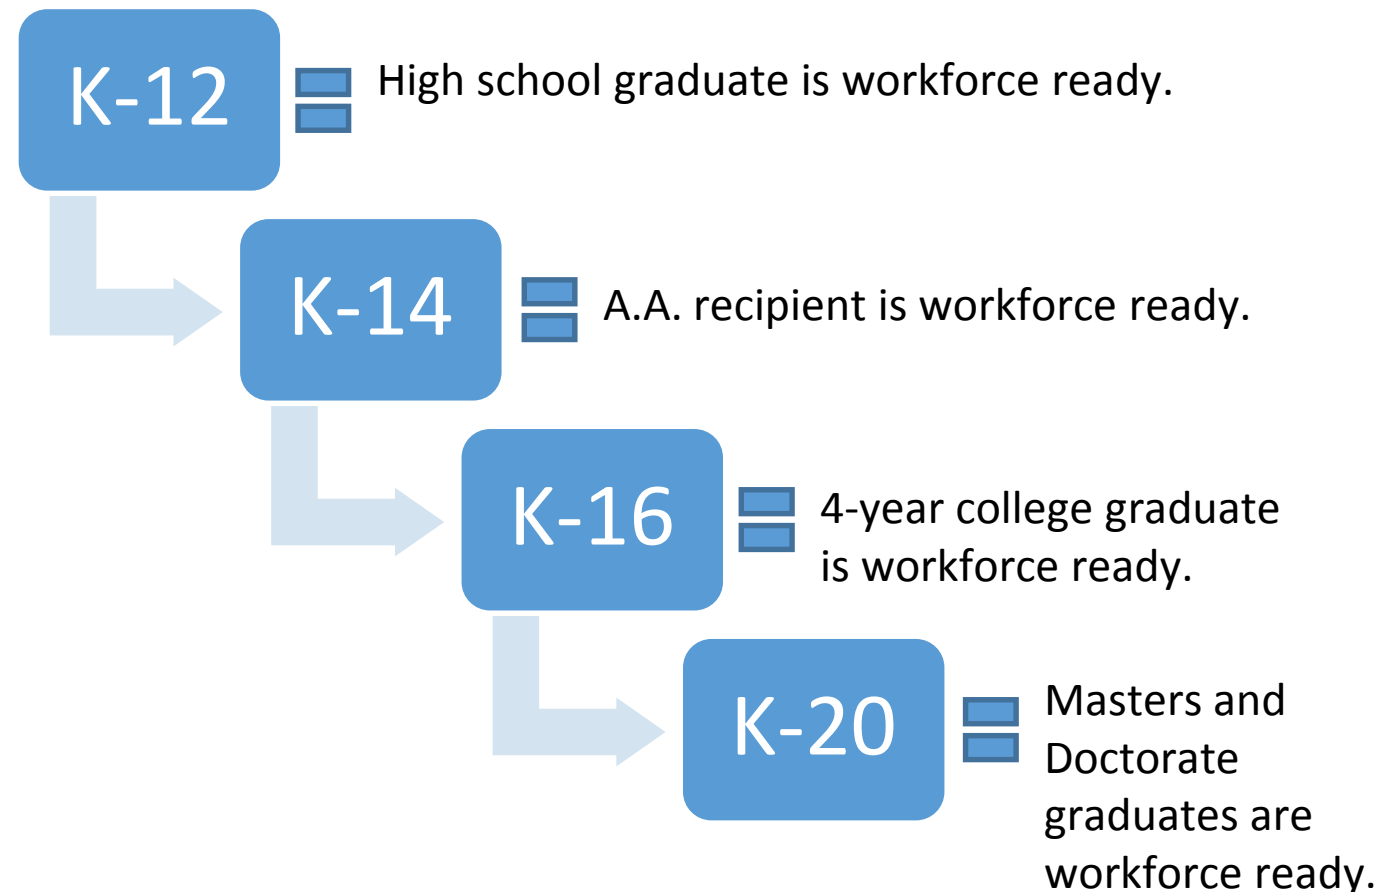 K-12
High school graduate is workforce ready.
K-14
A.A. recipient is workforce ready.
K-16
4-year college graduate
is workforce ready.
K-20
Masters and
Doctorate
graduates are
workforce ready.